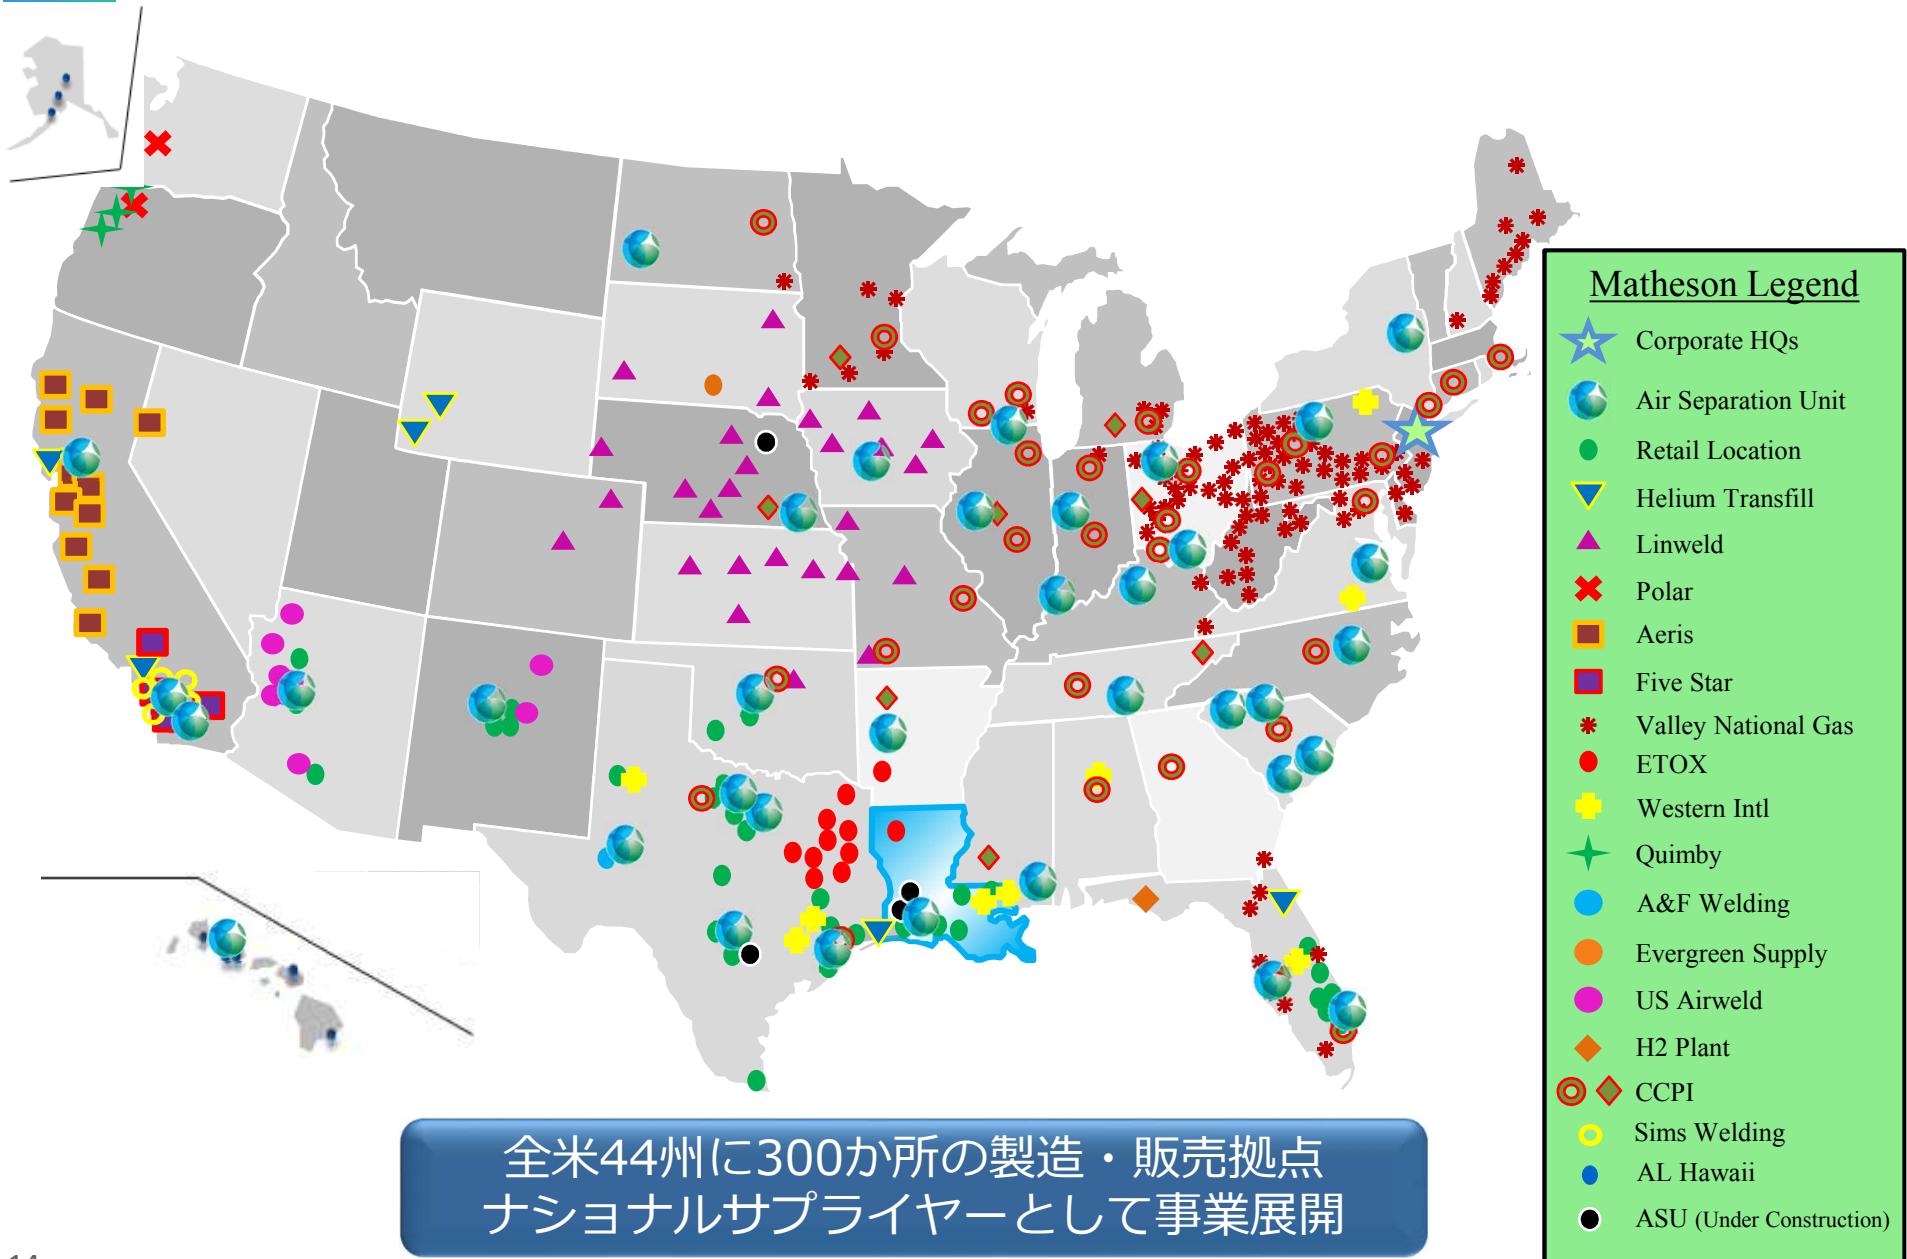 Matheson Legend
Corporate HQs
Air Separation Unit
Retail Location
Helium Transfill
Linweld
Polar
Aeris
Five Star
Valley National Gas
ETOX
Western Intl
Quimby
A&F Welding
Evergreen Supply
US Airweld
H2 Plant
CCPI
Sims Welding
AL Hawaii
ASU (Under Construction)
全米44州に300か所の製造・販売拠点
ナショナルサプライヤーとして事業展開